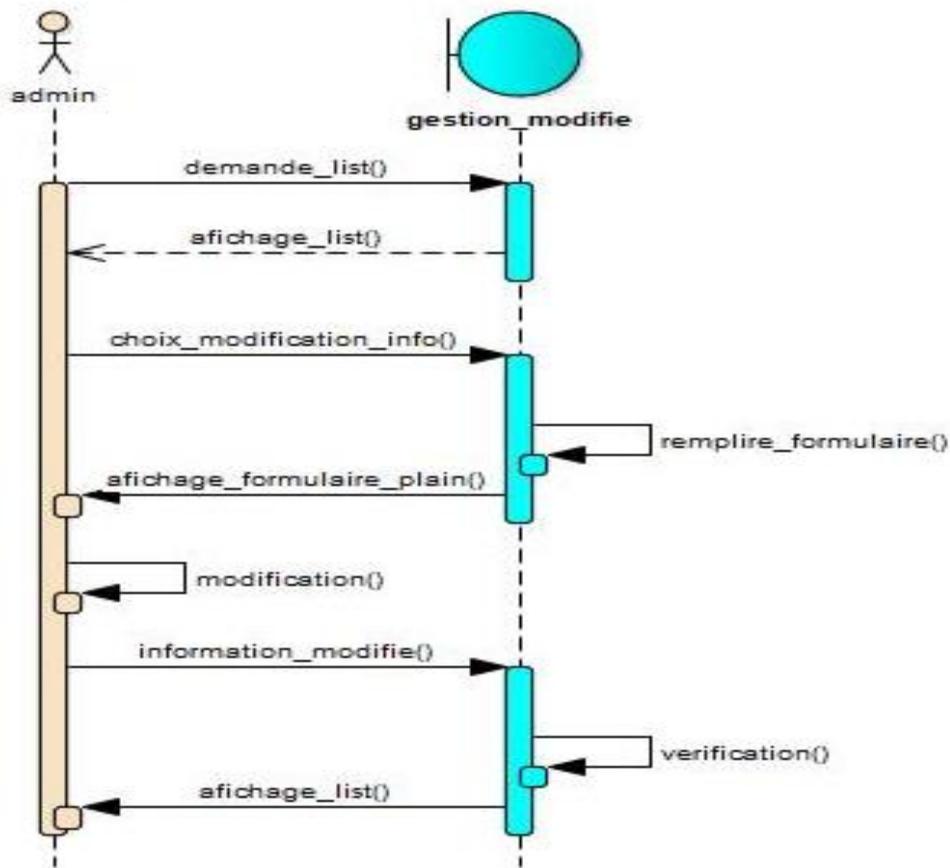 admin
gestion_modifie
demande_list()
afichage_list()
choix_modification_info()
remplire_formulaire()
afichage_formulaire_plain()
modification()
information_modifie()
verification()
afichage_list()